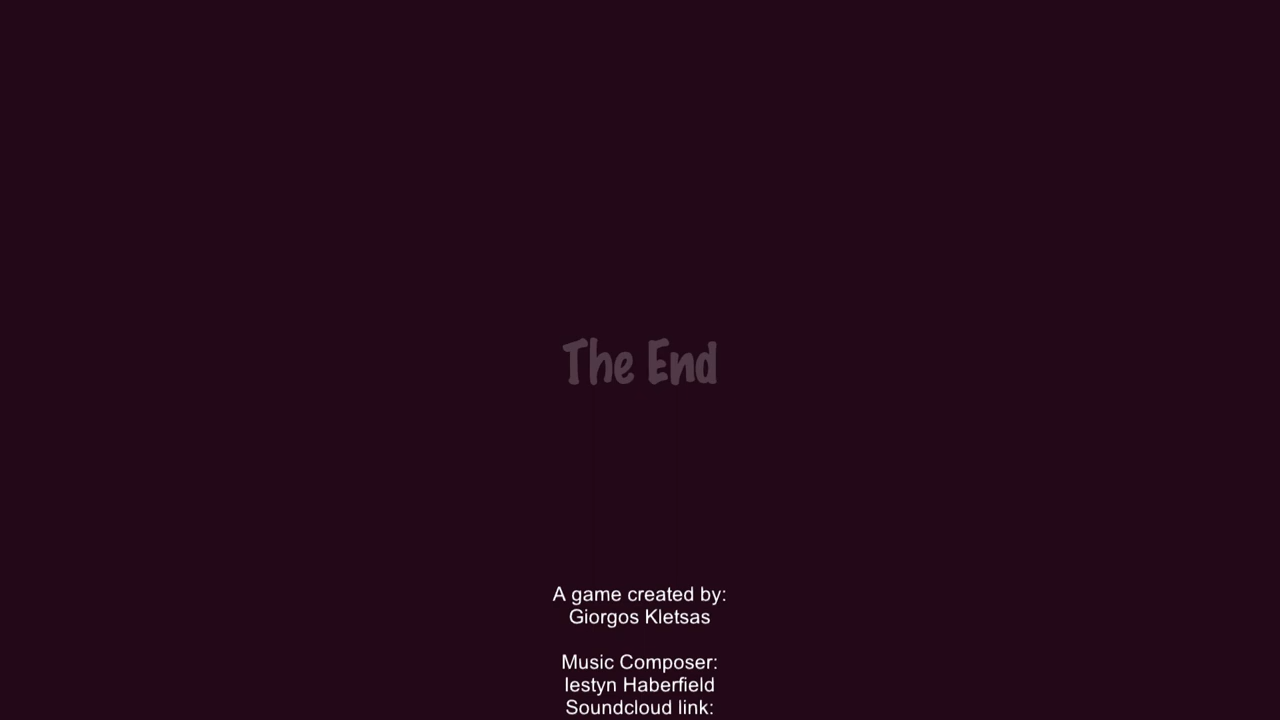 The End
A game created by:
Giorgos Kletsas
Music Composer:
Iestyn Haberfield
Soundcloud link: